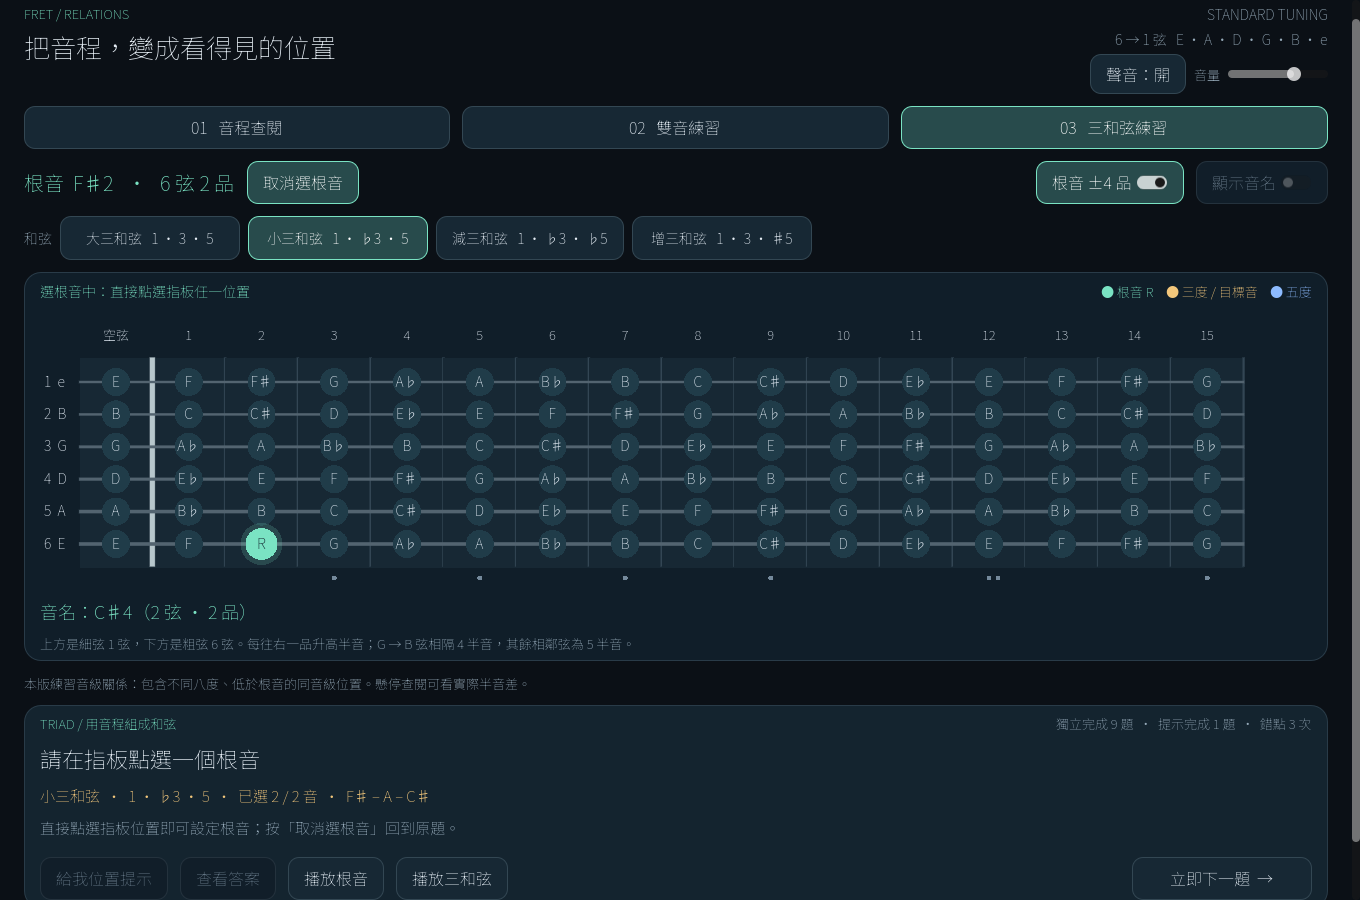 FRET / RELATIONS
STANDARD TUNING
把音程，變成看得見的位置
6→1弦 E・A・D・G・B・e
聲音：開 音量
01 音程查閱 02 雙音練習 03 三和弦練習
根音 F♯2 ・ 6弦2品 取消選根音 根音 ±4 品 顯示音名
和弦 大三和弦 1・3・5 小三和弦 1・♭3・5 減三和弦 1・♭3・♭5 增三和弦 1・3・♯5
選根音中：直接點選指板任一位置 根音 R 三度 / 目標音 五度
空弦 1 2 3 4 5 6 7 8 9 10 11 12 13 14 15
1 e E F F♯ G A♭ A B♭ B C C♯ D E♭ E F F♯ G
2 B B C C♯ D E♭ E F F♯ G A♭ A B♭ B C C♯ D
3 G G A♭ A B♭ B C C♯ D E♭ E F F♯ G A♭ A B♭
4 D D E♭ E F F♯ G A♭ A B♭ B C C♯ D E♭ E F
5 A A B♭ B C C♯ D E♭ E F F♯ G A♭ A B♭ B C
6 E E F R G A♭ A B♭ B C C♯ D E♭ E F F♯ G
音名：C♯4（2弦・2品）
上方是細弦 1 弦，下方是粗弦 6 弦。每往右一品升高半音；G→B 弦相隔 4 半音，其餘相鄰弦為 5 半音。
本版練習音級關係：包含不同八度、低於根音的同音級位置。懸停查閱可看實際半音差。
TRIAD / 用音程組成和弦 獨立完成 9 題 ・ 提示完成 1 題 ・ 錯點 3 次
請在指板點選一個根音
小三和弦 ・ 1・♭3・5 ・ 已選 2 / 2 音 ・ F♯–A–C♯
直接點選指板位置即可設定根音；按「取消選根音」回到原題。
給我位置提示 查看答案 播放根音 播放三和弦 立即下一題 →